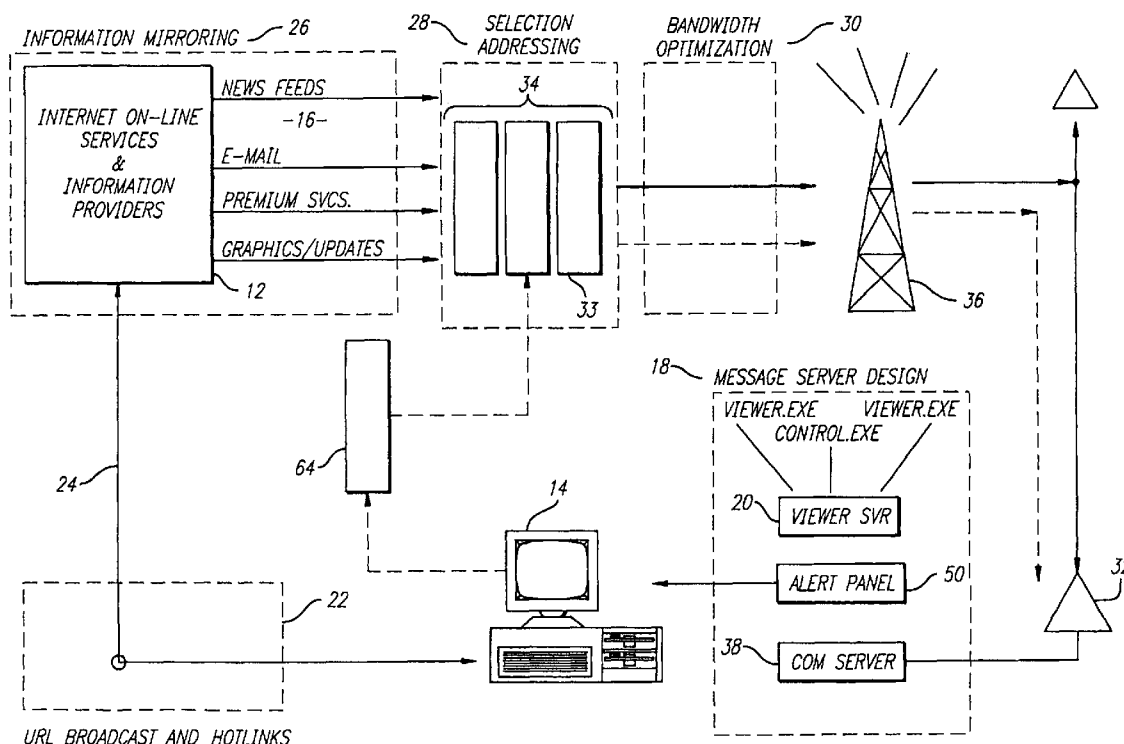 INFORMATION MIRRORING 26
28 SELECTION
ADDRESSING
BANDWIDTH
OPTIMIZATION 30
INTERNET ON-LINE
SERVICES
&
INFORMATION
PROVIDERS
12
NEWS FEEDS
-16-
E-MAIL
PREMIUM SVCS.
GRAPHICS/UPDATES
34
33
36
64
24
14
18 MESSAGE SERVER DESIGN
VIEWER.EXE VIEWER.EXE
CONTROL.EXE
20 VIEWER SVR
ALERT PANEL 50
38 COM SERVER
22
URL BROADCAST AND HOTLINKS